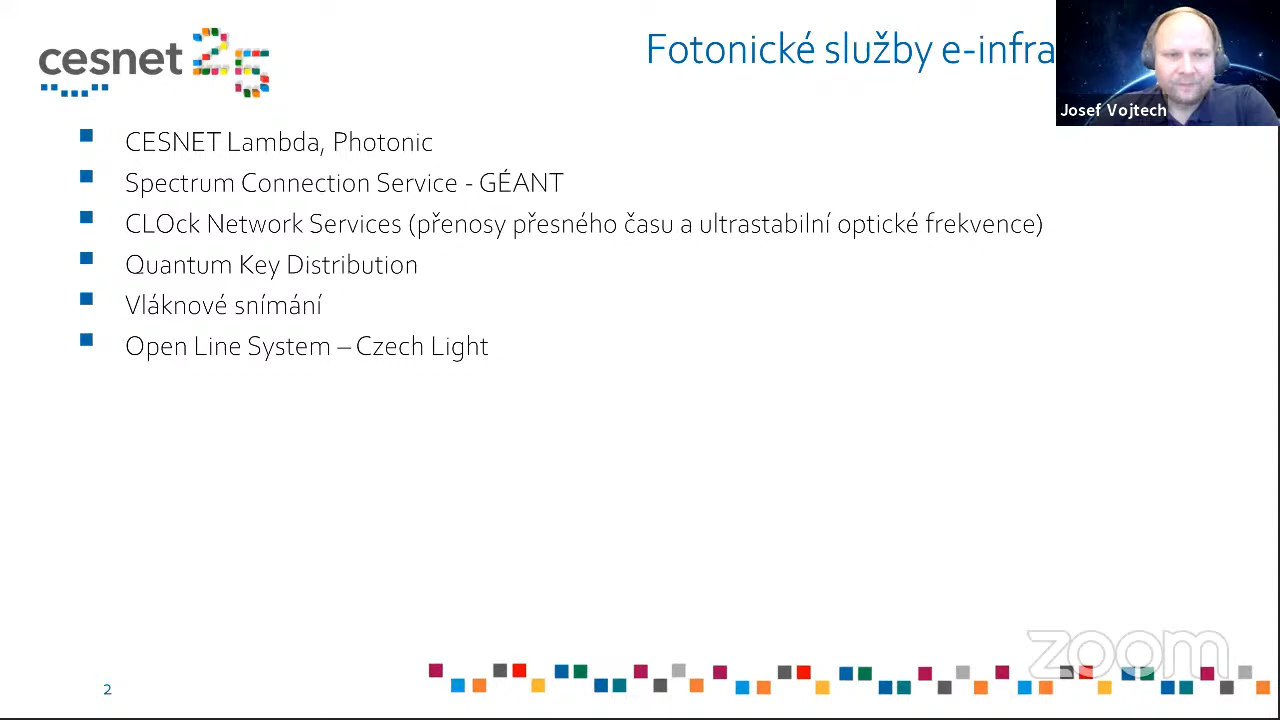 cesnet 25
Fotonické služby e-infra
Josef Vojtech
CESNET Lambda, Photonic
Spectrum Connection Service - GÉANT
CLOck Network Services (přenosy přesného času a ultrastabilní optické frekvence)
Quantum Key Distribution
Vláknové snímání
Open Line System – Czech Light
zoom
2